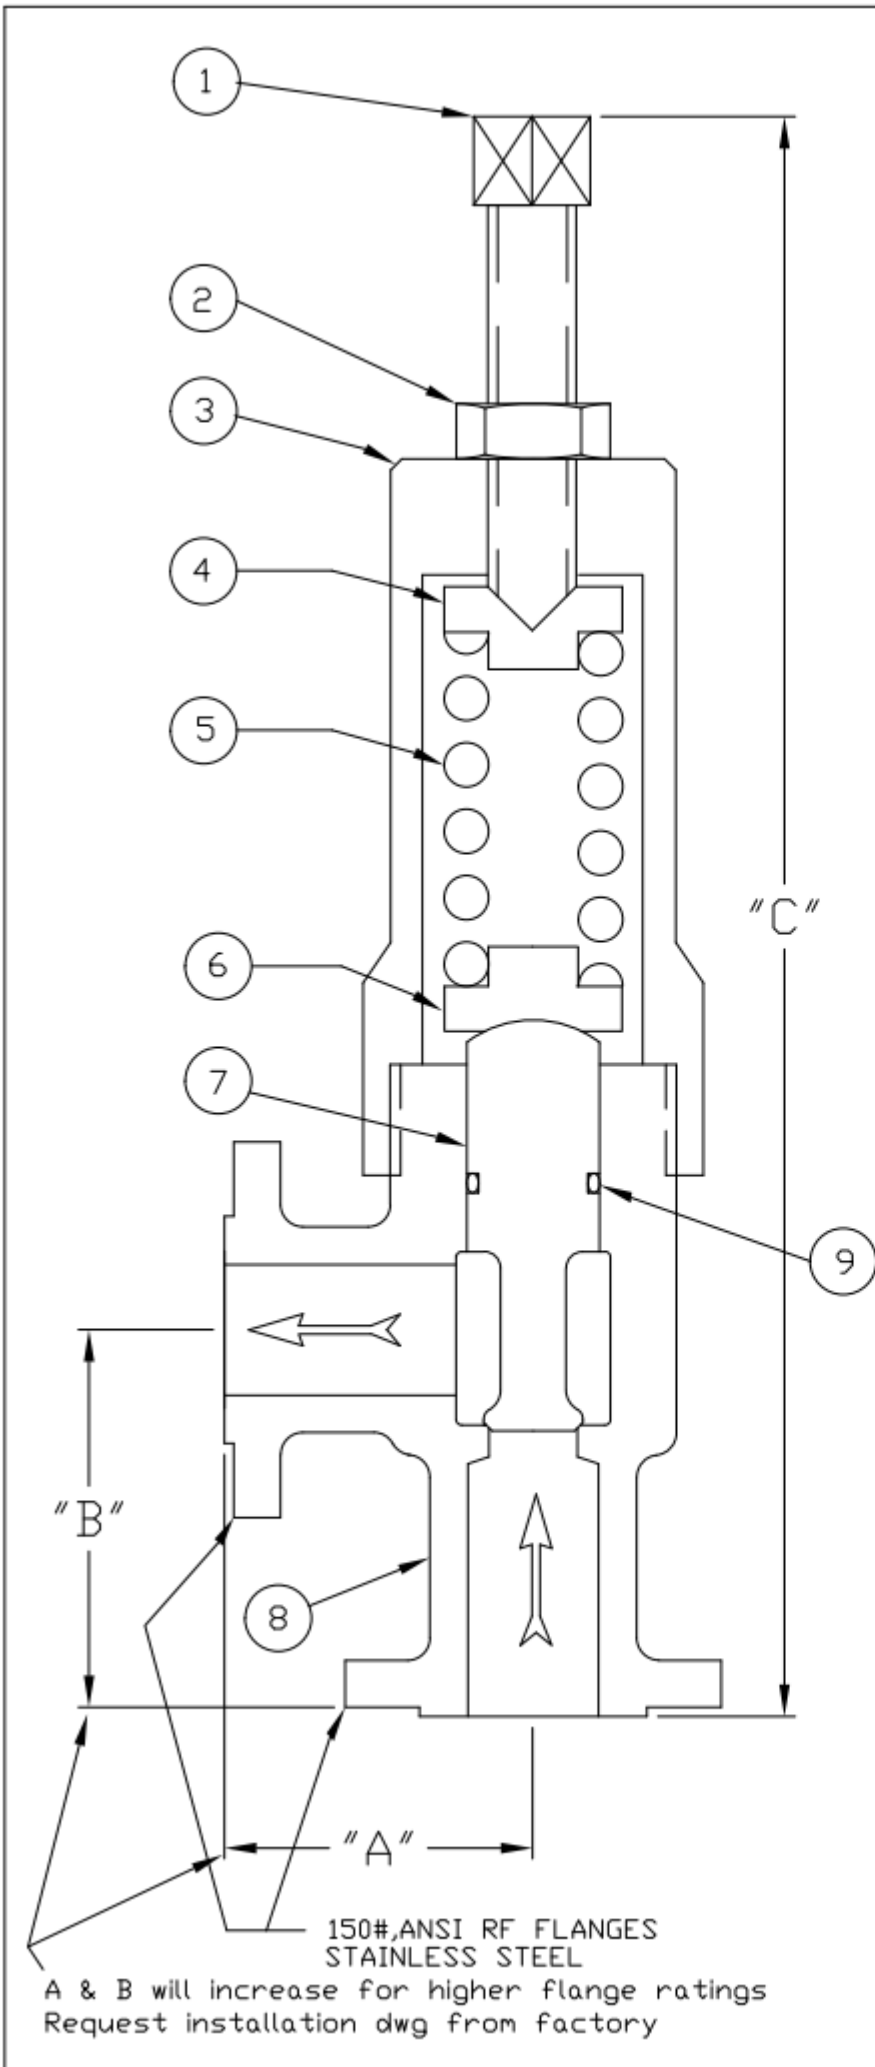 1
2
3
4
5
"C"
6
7
9
"B"
8
"A"
150#,ANSI RF FLANGES
STAINLESS STEEL
A & B will increase for higher flange ratings
Request installation dwg from factory